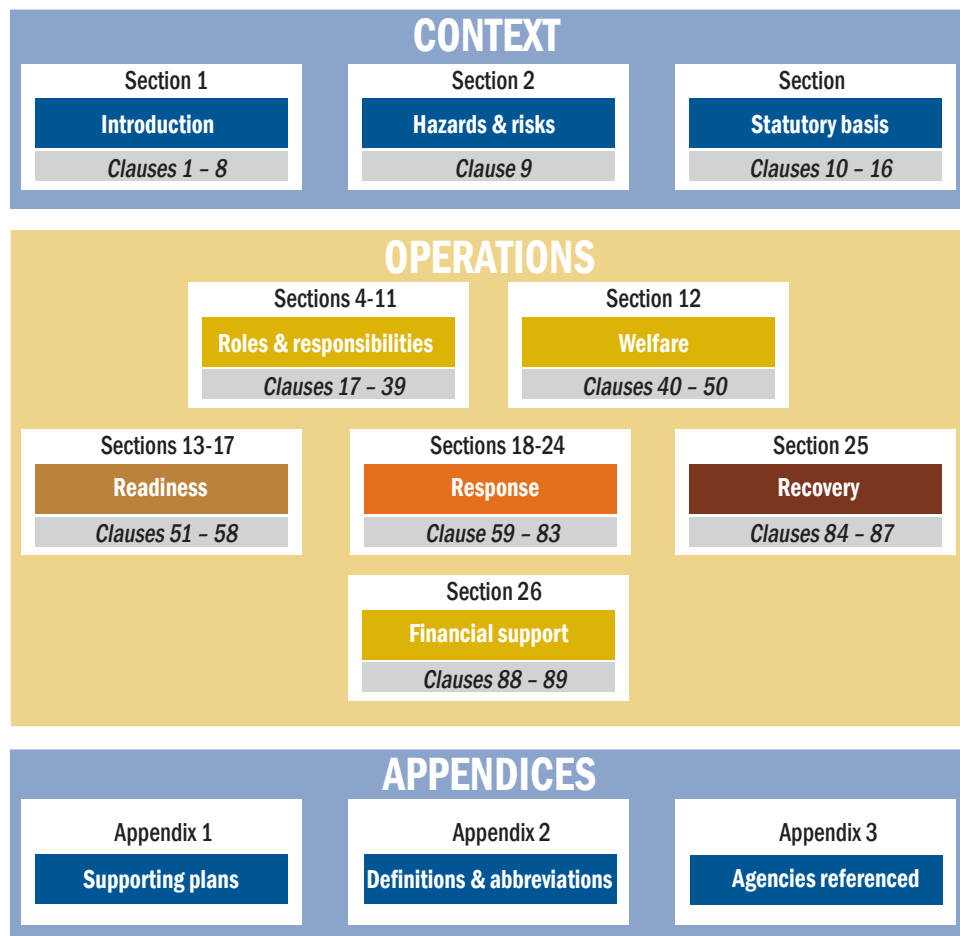 CONTEXT
Section 1
Introduction
Clauses 1 – 8
Section 2
Hazards & risks
Clause 9
Section
Statutory basis
Clauses 10 – 16
OPERATIONS
Sections 4-11
Roles & responsibilities
Clauses 17 – 39
Section 12
Welfare
Clauses 40 – 50
Sections 13-17
Readiness
Clauses 51 – 58
Sections 18-24
Response
Clause 59 – 83
Section 25
Recovery
Clauses 84 – 87
Section 26
Financial support
Clauses 88 – 89
APPENDICES
Appendix 1
Supporting plans
Appendix 2
Definitions & abbreviations
Appendix 3
Agencies referenced